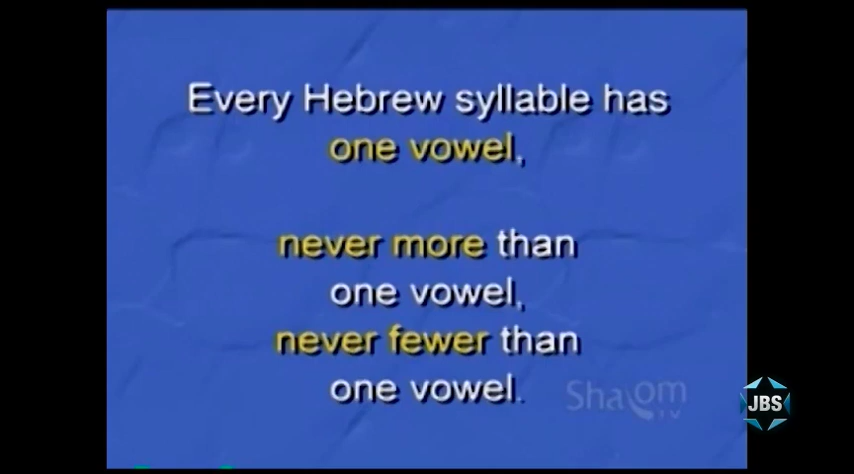 Every Hebrew syllable has
one vowel,
never more than
one vowel,
never fewer than
one vowel.
Shalom
TV
JBS